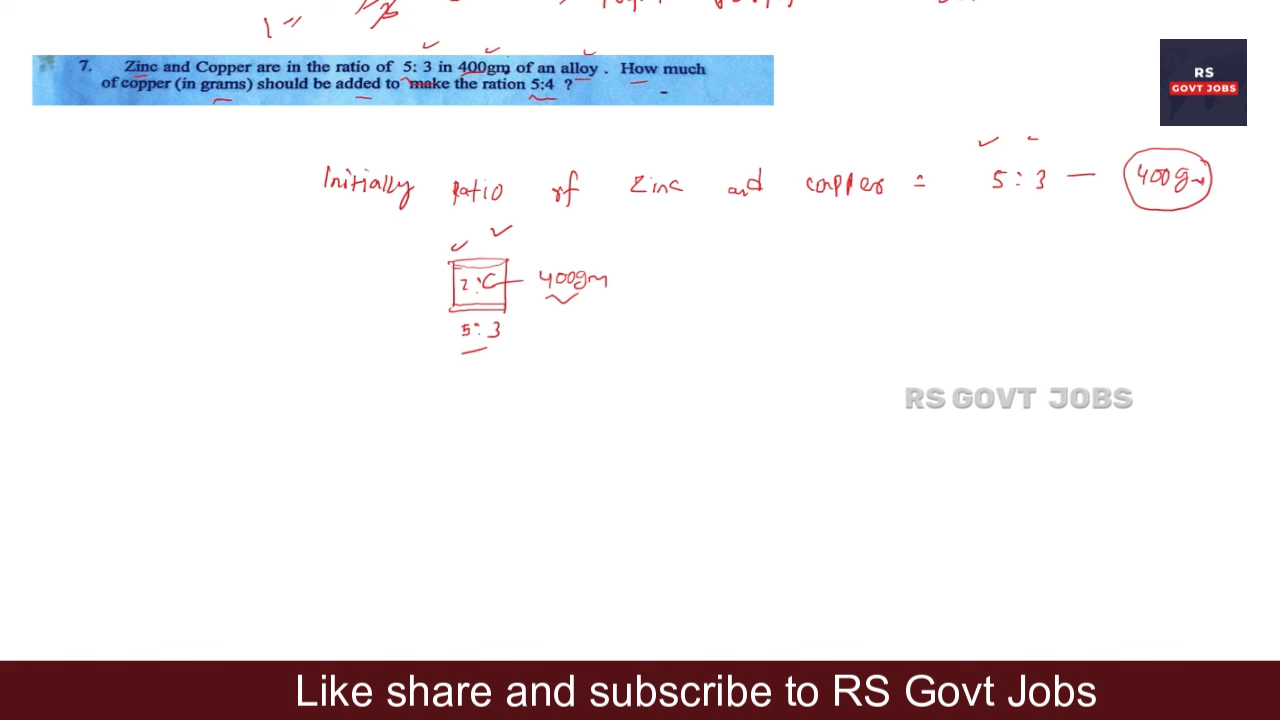 7. Zinc and Copper are in the ratio of 5: 3 in 400gm of an alloy . How much
of copper (in grams) should be added to make the ration 5:4 ?
RS
GOVT JOBS
Initially ratio of Zinc and copper = 5 : 3 — 400gm
Z:C — 400gm
5: 3
RS GOVT JOBS
Like share and subscribe to RS Govt Jobs